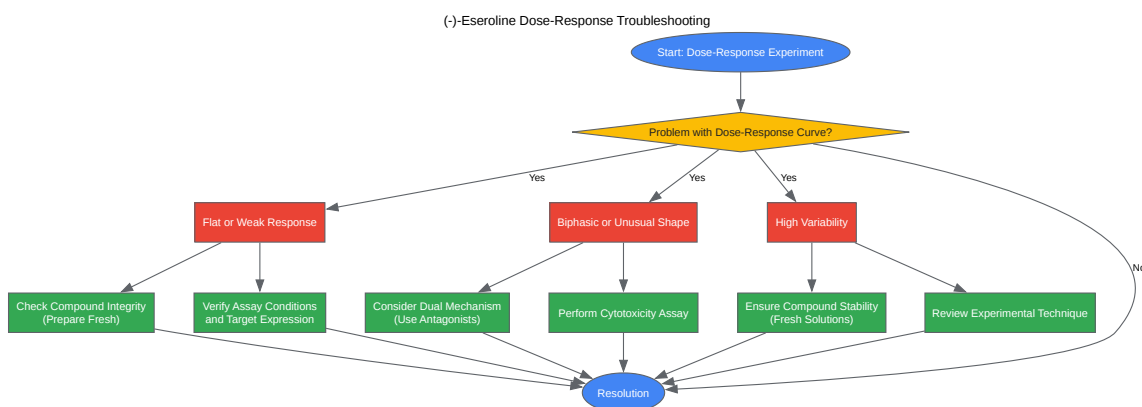 (-)-Eseroline Dose-Response Troubleshooting
Start: Dose-Response Experiment
Problem with Dose-Response Curve?
Yes
Yes
Yes
No
Flat or Weak Response
Biphasic or Unusual Shape
High Variability
Check Compound Integrity
(Prepare Fresh)
Verify Assay Conditions
and Target Expression
Consider Dual Mechanism
(Use Antagonists)
Perform Cytotoxicity Assay
Ensure Compound Stability
(Fresh Solutions)
Review Experimental Technique
Resolution